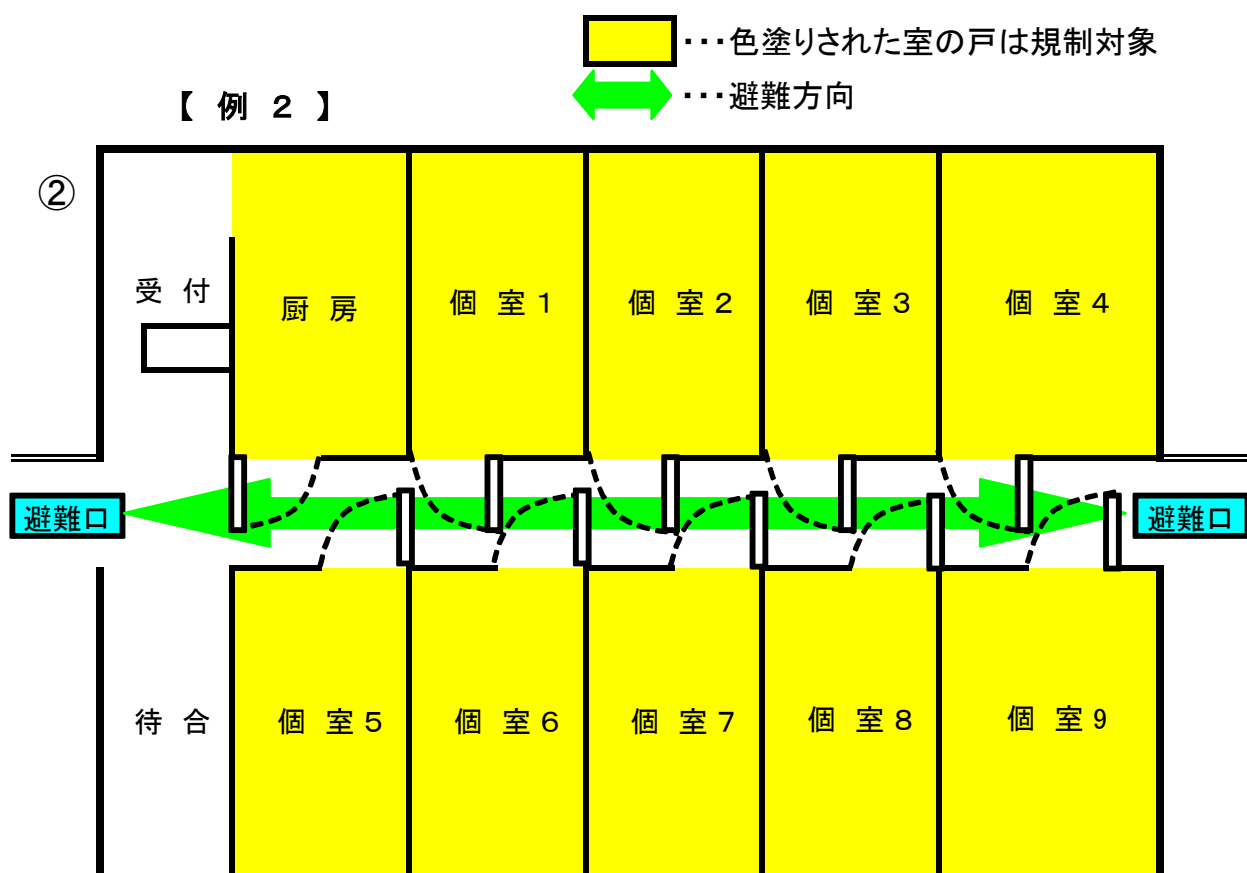 ・・・色塗りされた室の戸は規制対象
・・・避難方向
【 例 2 】
②
受 付
厨 房
個 室 1
個 室 2
個 室 3
個 室 4
避難口
避難口
待 合
個 室 5
個 室 6
個 室 7
個 室 8
個 室 9